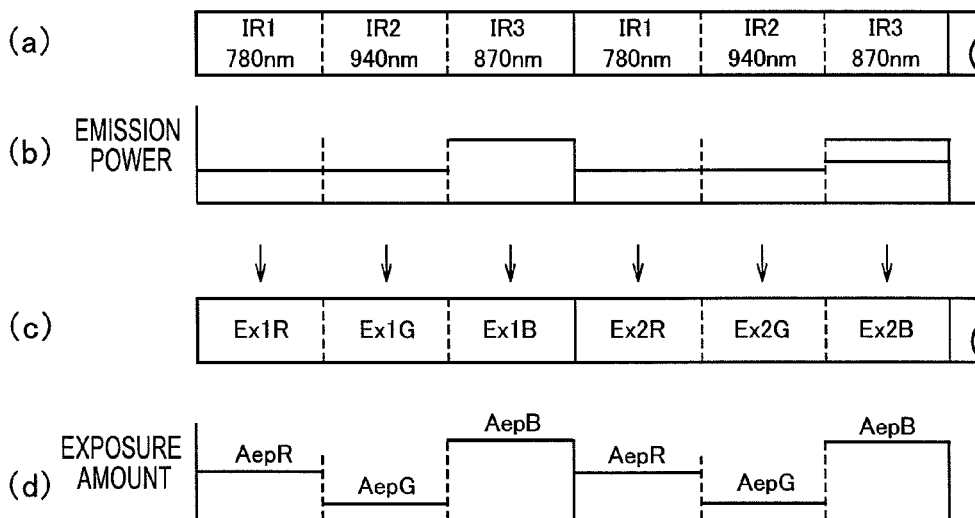 (a) IR1 IR2 IR3 IR1 IR2 IR3
780nm 940nm 870nm 780nm 940nm 870nm
(b) EMISSION
POWER
(c) Ex1R Ex1G Ex1B Ex2R Ex2G Ex2B
EXPOSURE AepR AepB AepR AepB
(d) AMOUNT AepG AepG